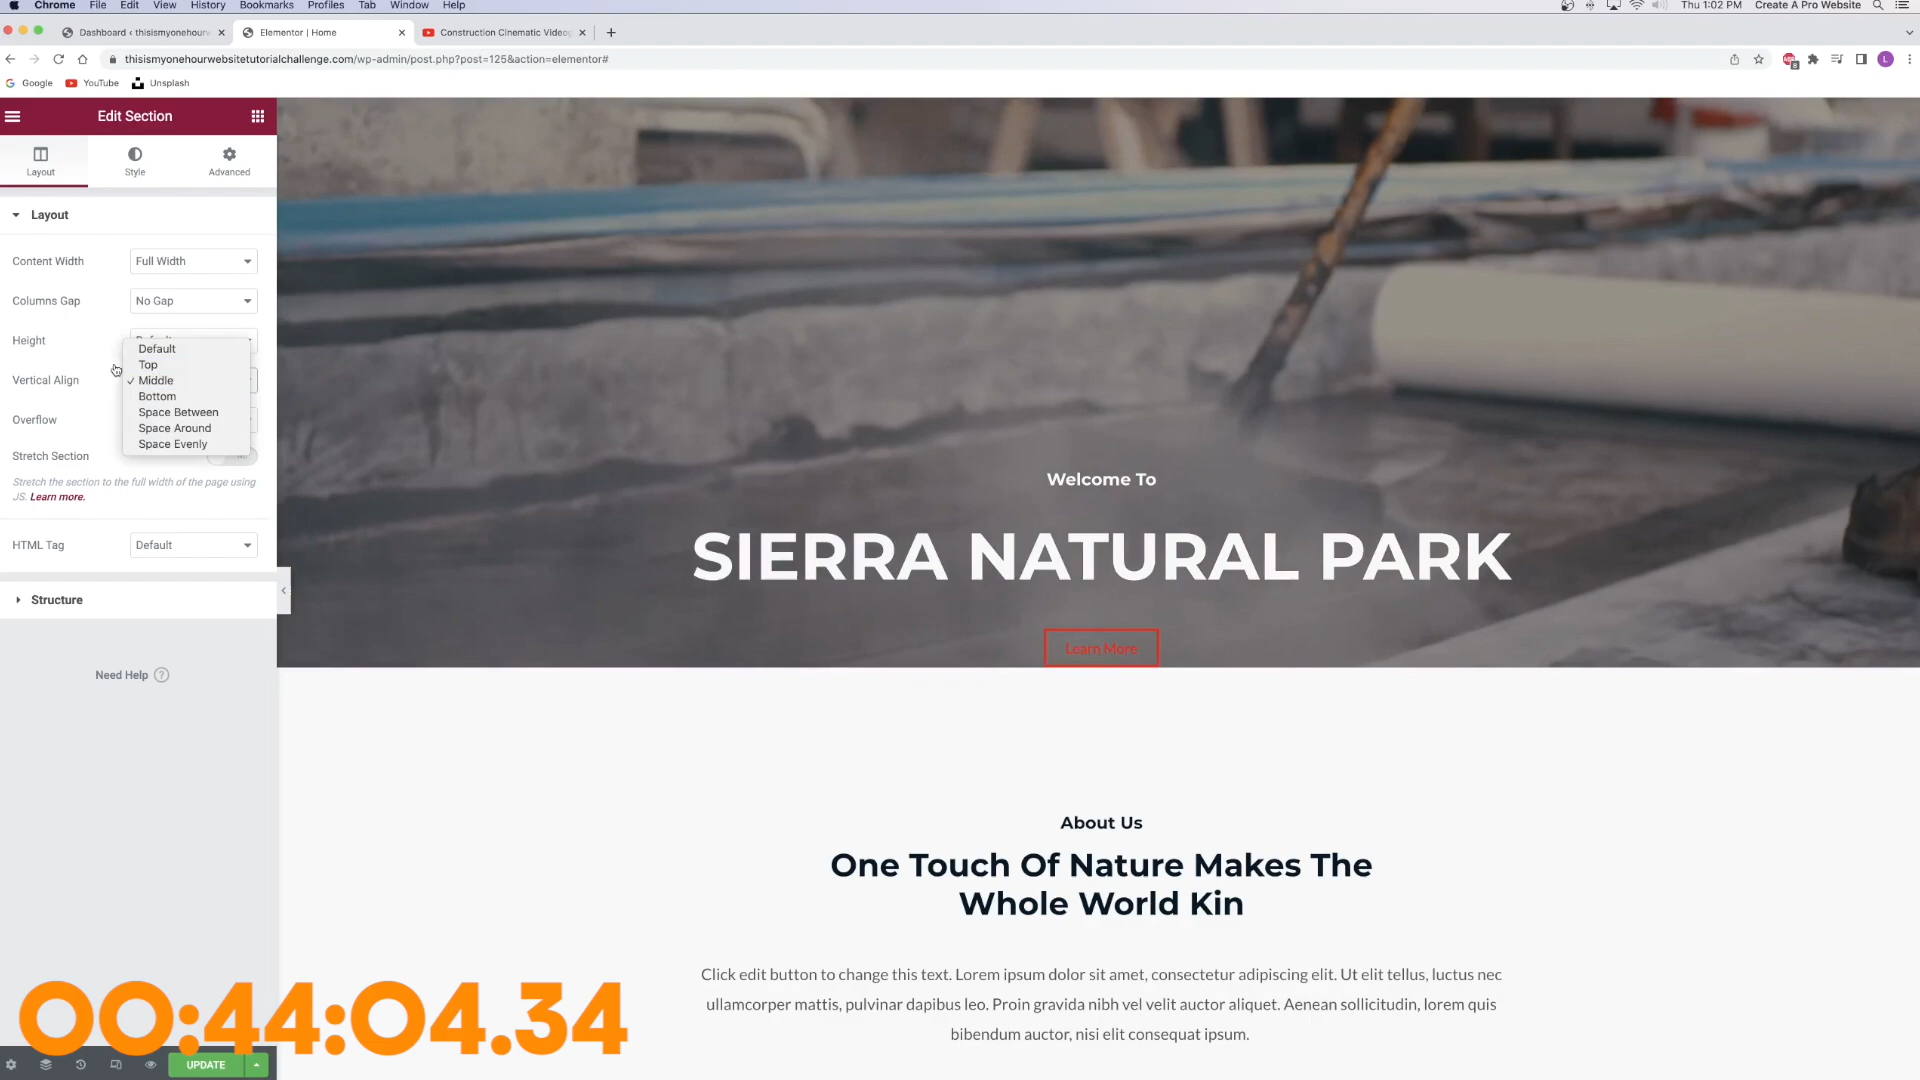 Chrome File Edit View History Bookmarks Profiles Tab Window Help Thu 1:02 PM Create A Pro Website
Dashboard ‹ thisismyonehourw Elementor | Home Construction Cinematic Videog
thisismyonehourwebsitetutorialchallenge.com/wp-admin/post.php?post=125&action=elementor#
8
L
Google YouTube Unsplash
Edit Section
Layout Style Advanced
Layout
Content Width Full Width
Columns Gap No Gap
Height
Default
Top
Vertical Align ✓ Middle
Bottom
Space Between
Overflow
Space Around
Space Evenly
Stretch Section
Stretch the section to the full width of the page using
JS. Learn more.
HTML Tag Default
Structure
Need Help ?
Welcome To
SIERRA NATURAL PARK
Learn More
About Us
One Touch Of Nature Makes The
Whole World Kin
Click edit button to change this text. Lorem ipsum dolor sit amet, consectetur adipiscing elit. Ut elit tellus, luctus nec
ullamcorper mattis, pulvinar dapibus leo. Proin gravida nibh vel velit auctor aliquet. Aenean sollicitudin, lorem quis
bibendum auctor, nisi elit consequat ipsum.
00:44:04.34
UPDATE